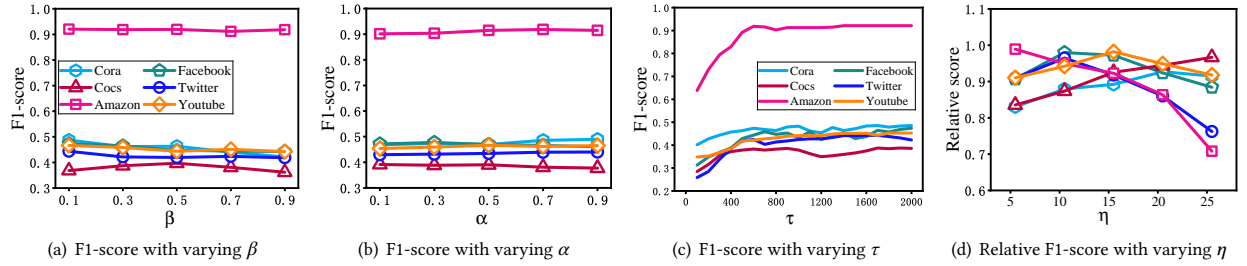 1.0
0.9
0.8
0.7
0.6
0.5
0.4
0.3
F1-score
Cora
Cocs
Amazon
Facebook
Twitter
Youtube
0.1 0.3 0.5 0.7 0.9
β
(a) F1-score with varying β
1.0
0.9
0.8
0.7
0.6
0.5
0.4
0.3
F1-score
0.1 0.3 0.5 0.7 0.9
α
(b) F1-score with varying α
1.0
0.9
0.8
0.7
0.6
0.5
0.4
0.3
0.2
F1-score
Cora
Cocs
Amazon
Facebook
Twitter
Youtube
0 400 800 1200 1600 2000
τ
(c) F1-score with varying τ
1.1
1.0
0.9
0.8
0.7
0.6
Relative score
5 10 15 20 25
η
(d) Relative F1-score with varying η